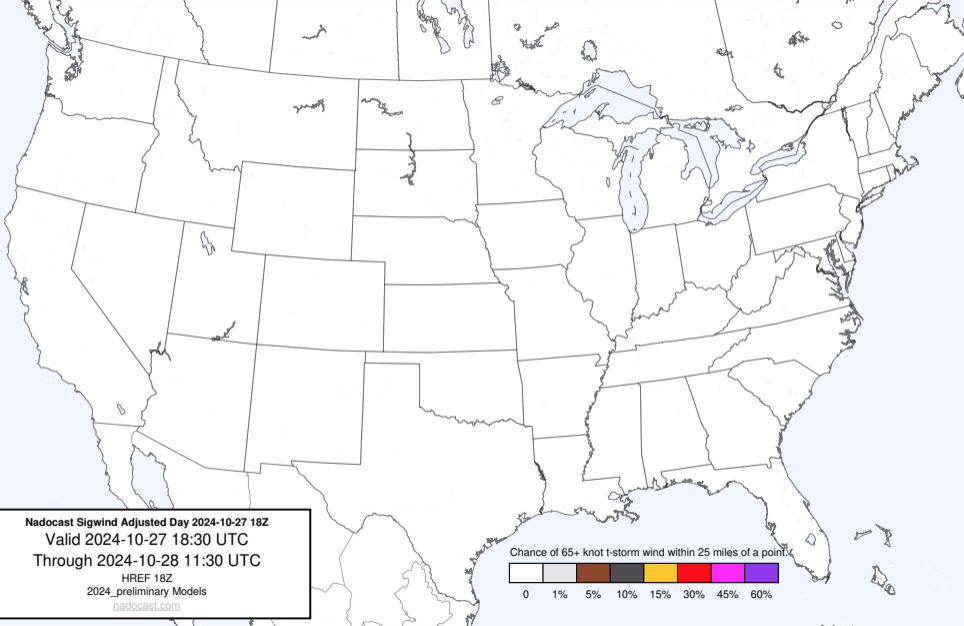 Nadocast Sigwind Adjusted Day 2024-10-27 18Z
Valid 2024-10-27 18:30 UTC
Through 2024-10-28 11:30 UTC
HREF 18Z
2024_preliminary Models
nadocast.com
Chance of 65+ knot t-storm wind within 25 miles of a point.
0 1% 5% 10% 15% 30% 45% 60%